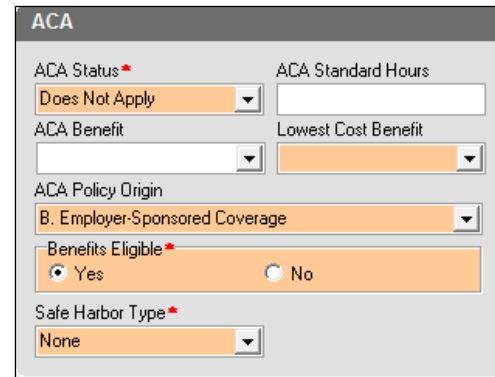 ACA
ACA Status* ACA Standard Hours
Does Not Apply
ACA Benefit Lowest Cost Benefit
ACA Policy Origin
B. Employer-Sponsored Coverage
Benefits Eligible*
Yes No
Safe Harbor Type*
None